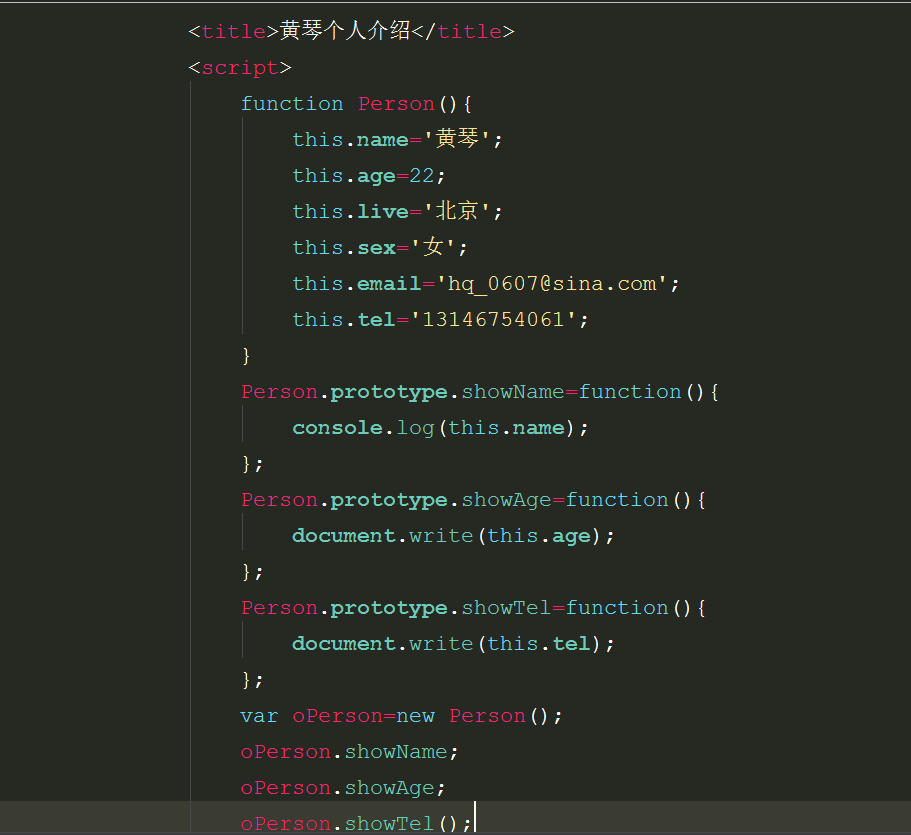 <title>黄琴个人介绍</title>
<script>
function Person(){
this.name='黄琴';
this.age=22;
this.live='北京';
this.sex='女';
this.email='hq_0607@sina.com';
this.tel='13146754061';
}
Person.prototype.showName=function(){
console.log(this.name);
};
Person.prototype.showAge=function(){
document.write(this.age);
};
Person.prototype.showTel=function(){
document.write(this.tel);
};
var oPerson=new Person();
oPerson.showName;
oPerson.showAge;
oPerson.showTel();